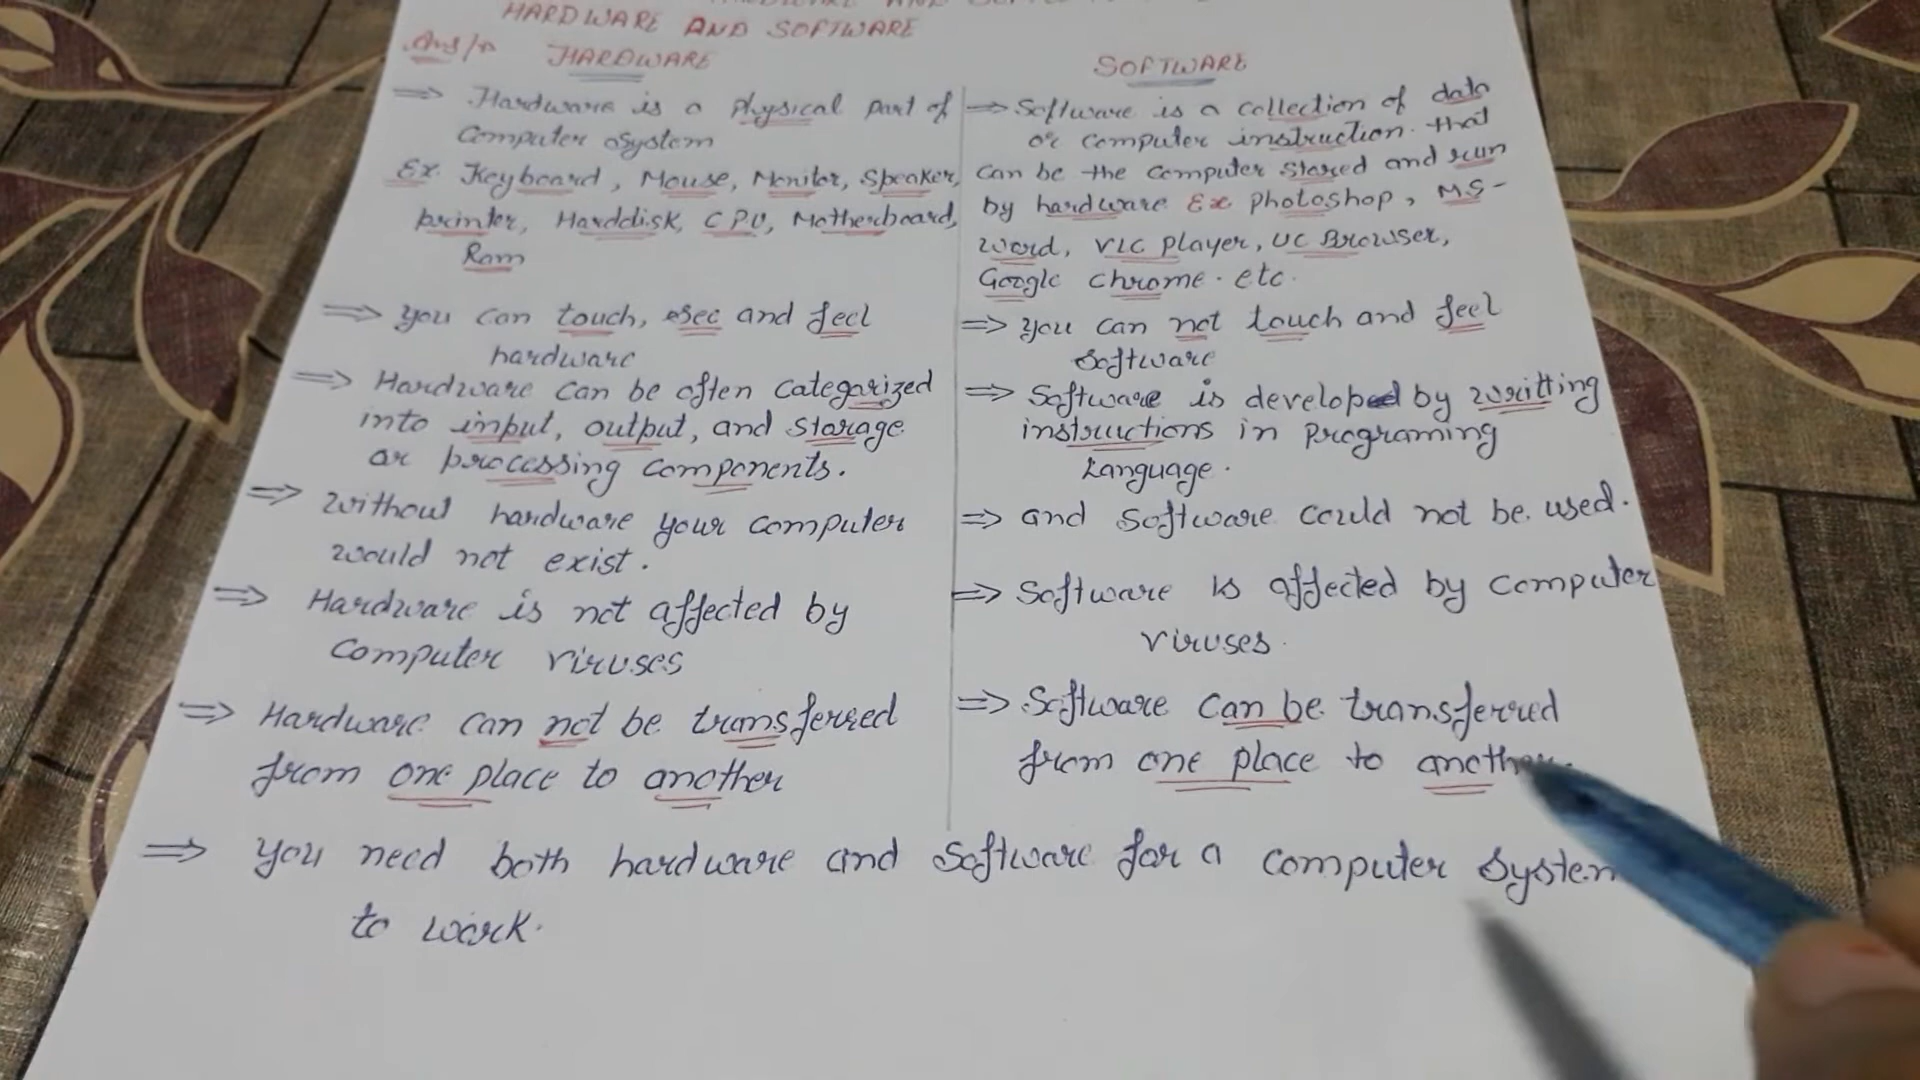 HARDWARE AND SOFTWARE
Ans/n HARDWARE
⇒ Hardware is a physical part of
Computer System
Ex. Keyboard, Mouse, Monitor, Speaker,
printer, Harddisk, CPU, Motherboard,
Ram
⇒ you can touch, see and feel
hardware
⇒ Hardware can be often categorized
into input, output, and storage
or processing components.
⇒ without hardware your computer
would not exist.
⇒ Hardware is not affected by
Computer viruses
⇒ Hardware can not be transferred
from one place to another
SOFTWARE
⇒ Software is a collection of data
or computer instruction that
can be the computer stored and run
by hardware Ex photoshop, MS-
word, VLC player, UC Browser,
Google chrome. etc.
⇒ you can not touch and feel
Software
⇒ Software is developed by writting
instructions in programing
Language.
⇒ and software could not be used.
⇒ Software is affected by computer
viruses.
⇒ Software can be transferred
from one place to another.
⇒ you need both hardware and software for a computer system
to work.